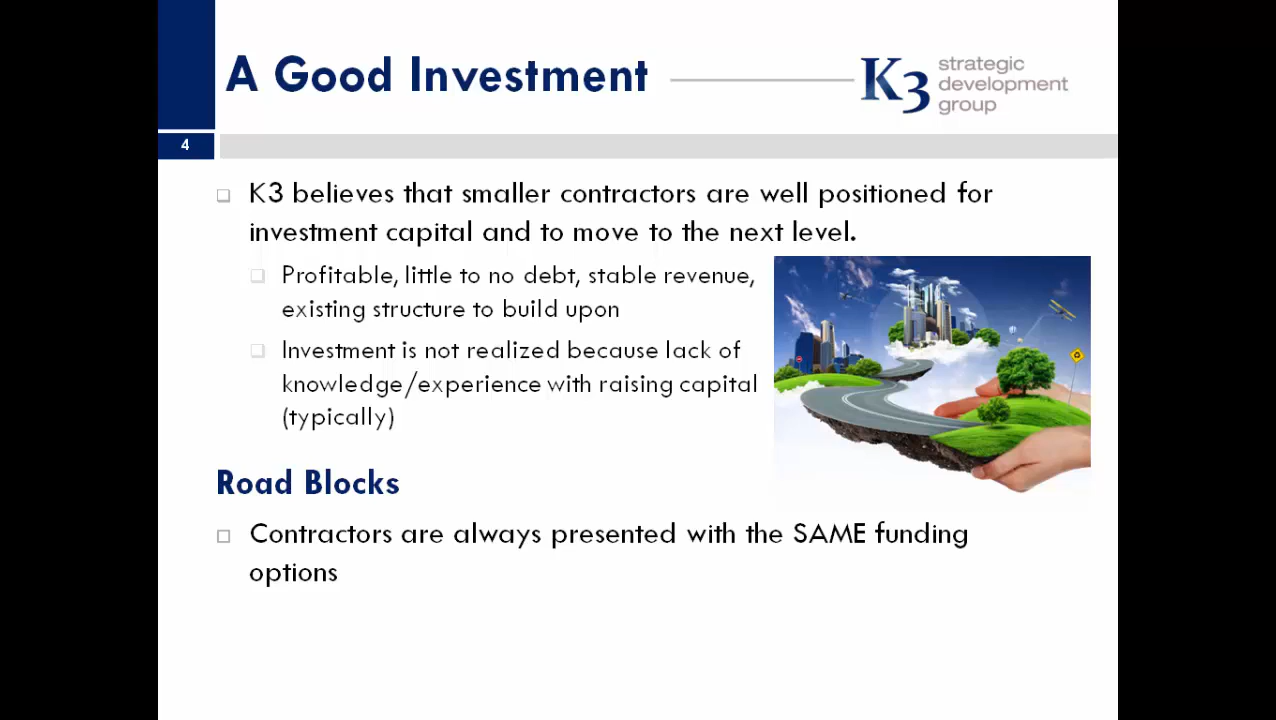 A Good Investment
K3 strategic
development
group
4
K3 believes that smaller contractors are well positioned for
investment capital and to move to the next level.
Profitable, little to no debt, stable revenue,
existing structure to build upon
Investment is not realized because lack of
knowledge/experience with raising capital
(typically)
Road Blocks
Contractors are always presented with the SAME funding
options